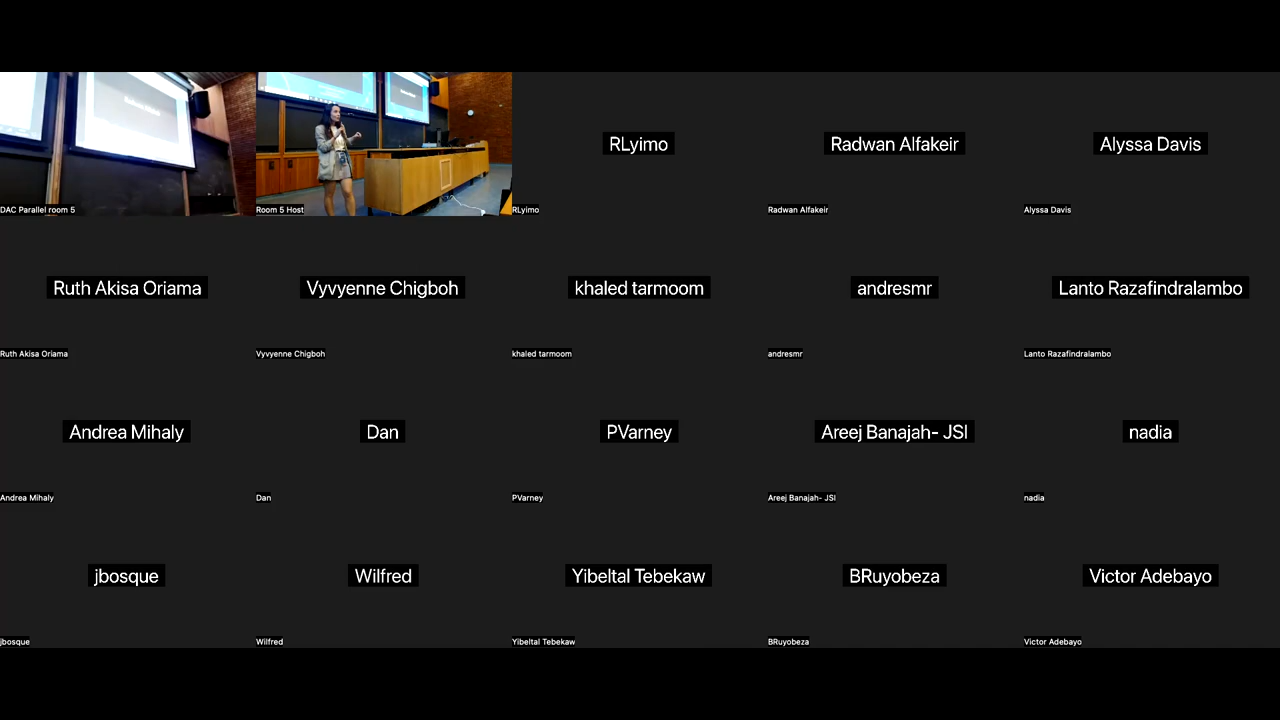 DAC Parallel room 5
Room 5 Host
RLyimo
RLyimo
Radwan Alfakeir
Radwan Alfakeir
Alyssa Davis
Alyssa Davis
Ruth Akisa Oriama
Ruth Akisa Oriama
Vyvyenne Chigboh
Vyvyenne Chigboh
khaled tarmoom
khaled tarmoom
andresmr
andresmr
Lanto Razafindralambo
Lanto Razafindralambo
Andrea Mihaly
Andrea Mihaly
Dan
Dan
PVarney
PVarney
Areej Banajah- JSI
Areej Banajah- JSI
nadia
nadia
jbosque
jbosque
Wilfred
Wilfred
Yibeltal Tebekaw
Yibeltal Tebekaw
BRuyobeza
BRuyobeza
Victor Adebayo
Victor Adebayo